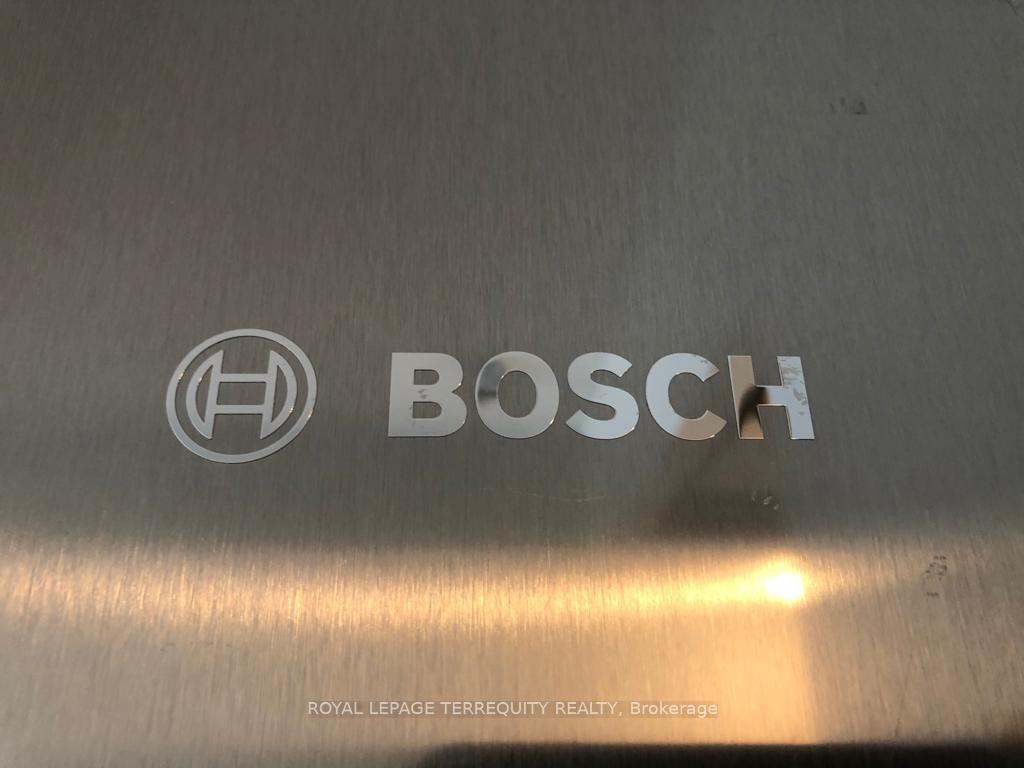 BOSCH
ROYAL LEPAGE TERREQUITY REALTY, Brokerage